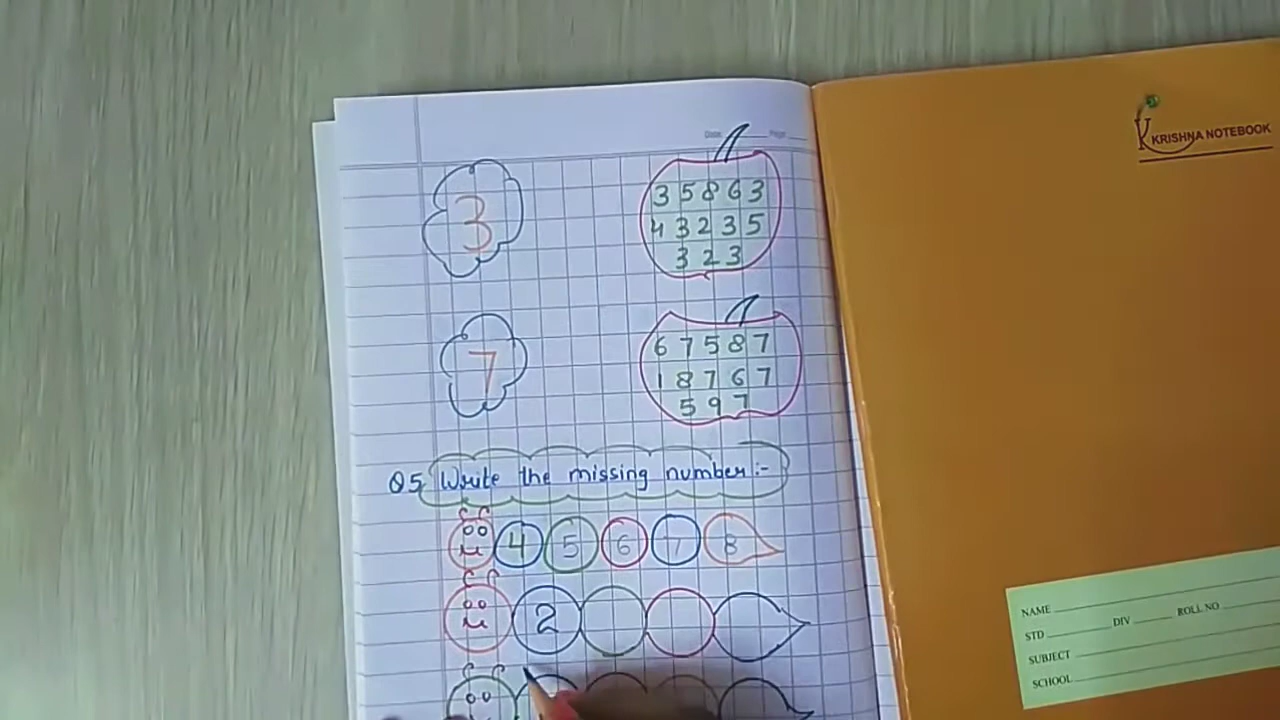 Date: Page
3
3 5 8 6 3
4 3 2 3 5
3 2 3
7
6 7 5 8 7
1 8 7 6 7
5 9 7
Q5 Write the missing number:-
4 5 6 7 8
2
KRISHNA NOTEBOOK
NAME
STD DIV ROLL NO
SUBJECT
SCHOOL